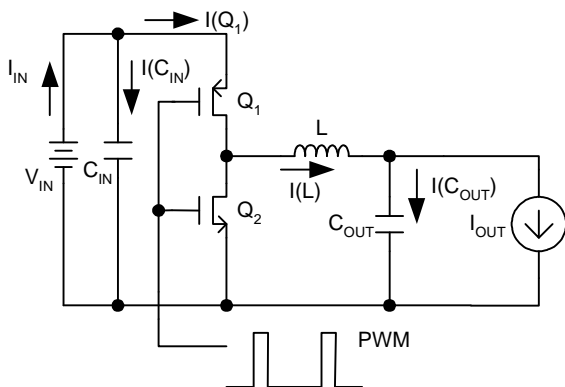 I(Q1)
IIN
I(CIN)
Q1
VIN
CIN
L
I(L)
Q2
COUT
I(COUT)
IOUT
PWM